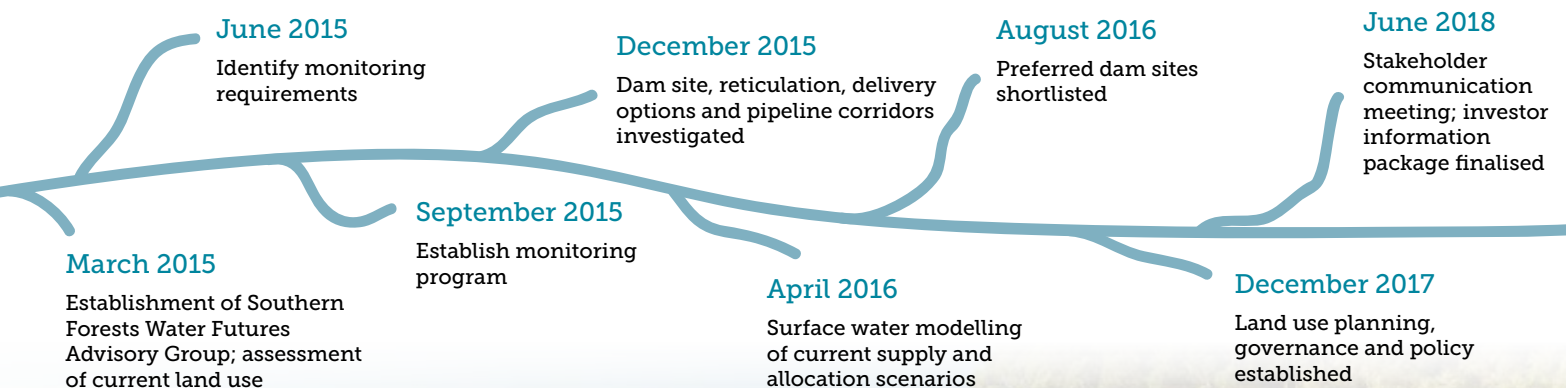 June 2015
Identify monitoring
requirements
December 2015
Dam site, reticulation, delivery
options and pipeline corridors
investigated
August 2016
Preferred dam sites
shortlisted
June 2018
Stakeholder
communication
meeting; investor
information
package finalised
March 2015
Establishment of Southern
Forests Water Futures
Advisory Group; assessment
of current land use
September 2015
Establish monitoring
program
April 2016
Surface water modelling
of current supply and
allocation scenarios
December 2017
Land use planning,
governance and policy
established